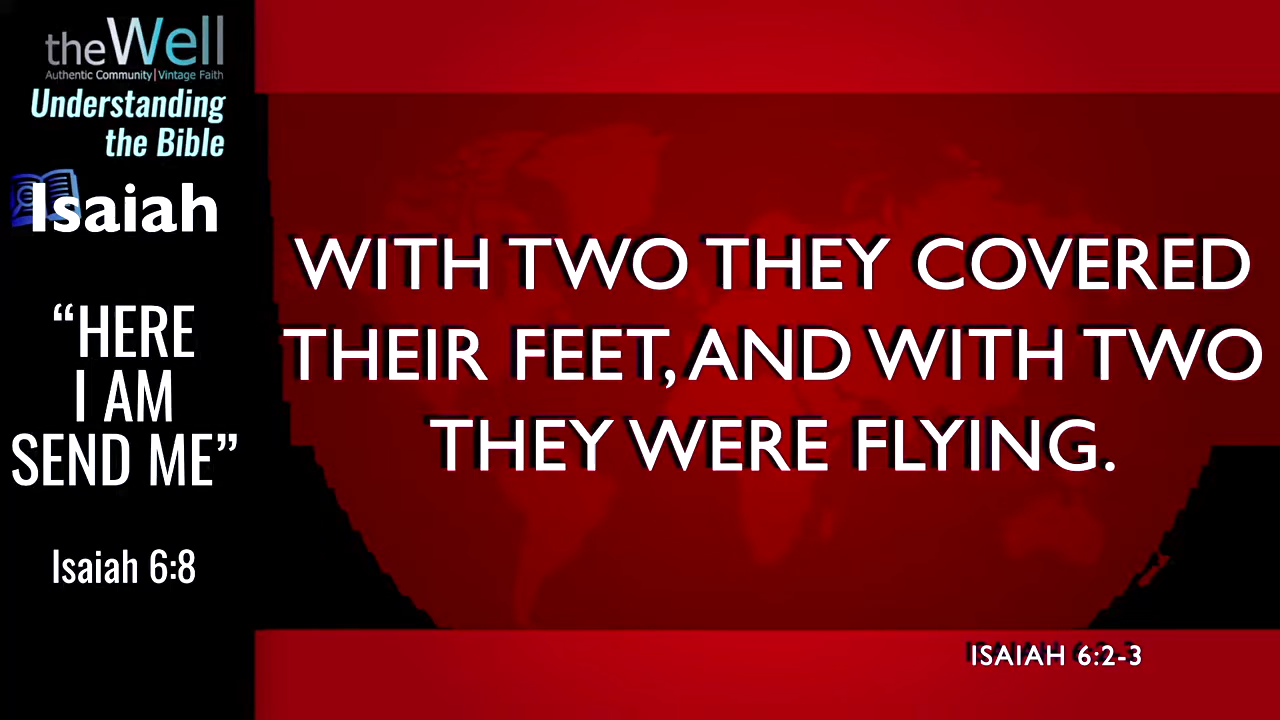 theWell
Authentic Community|Vintage Faith
Understanding
the Bible
Isaiah
“HERE
I AM
SEND ME”
Isaiah 6:8
WITH TWO THEY COVERED
THEIR FEET, AND WITH TWO
THEY WERE FLYING.
ISAIAH 6:2-3